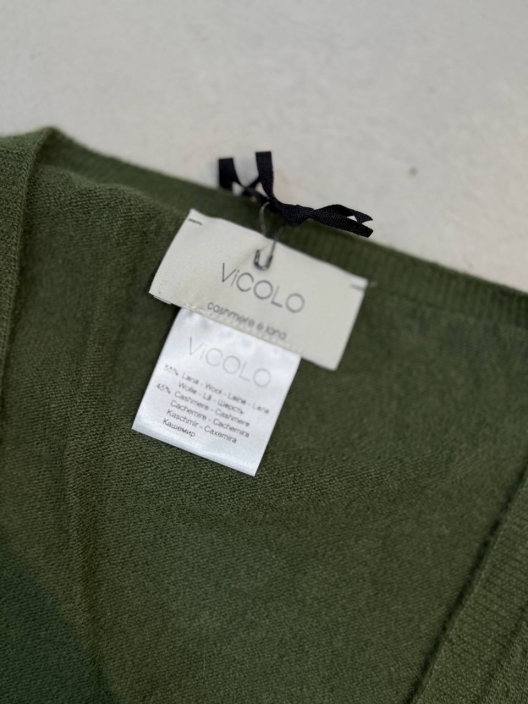 ViCOLO
cashmere e lana
ViCOLO
55% Lana - Wool - Laine - Lana
Wolle - Lã - Шерсть
45% Cashmere - Cashmere
Cachemire - Cachemira
Kaschmir - Caxemira
Кашемир